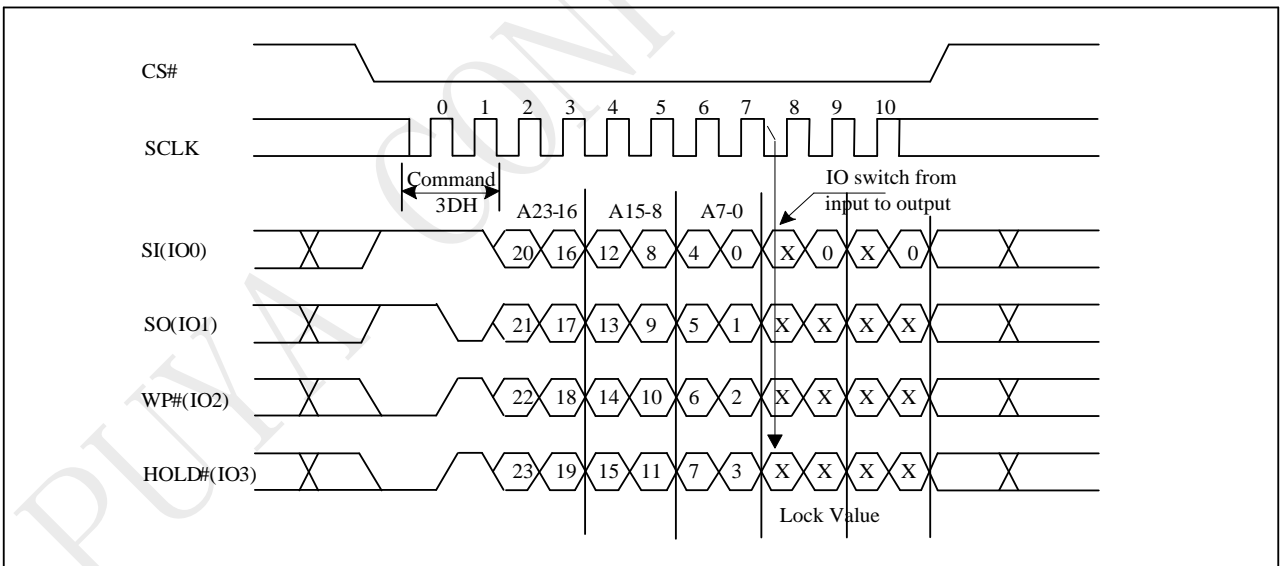 CS#
0 1 2 3 4 5 6 7 8 9 10
SCLK
Command
3DH
IO switch from
input to output
A23-16 A15-8 A7-0
SI(IO0) 20 16 12 8 4 0 X 0 X 0
SO(IO1) 21 17 13 9 5 1 X X X X
WP#(IO2) 22 18 14 10 6 2 X X X X
HOLD#(IO3) 23 19 15 11 7 3 X X X X
Lock Value
PUYA CONF